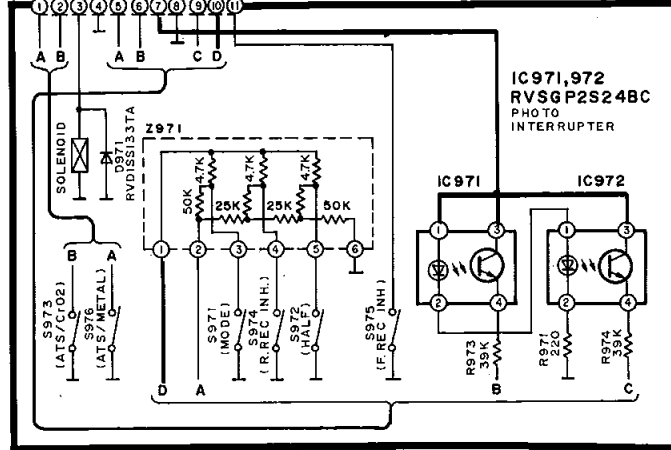 1 2 3 4 5 6 7 8 9 10 11
A B A B C D
IC971,972
RVSGP2S24BC
PHOTO
INTERRUPTER
SOLENOID
D971
RVD1SS133TA
Z971
4.7K 4.7K 4.7K
50K 25K 25K 50K
1 2 3 4 5 6
IC971 IC972
1 3 1 3
2 4 2 4
B A
S973
(ATS/CrO2)
S976
(ATS/METAL)
S971
(MODE)
S974
(R.REC INH.)
S972
(HALF)
S975
(F.REC INH)
R973
39K
R971
220
R974
39K
D A B C